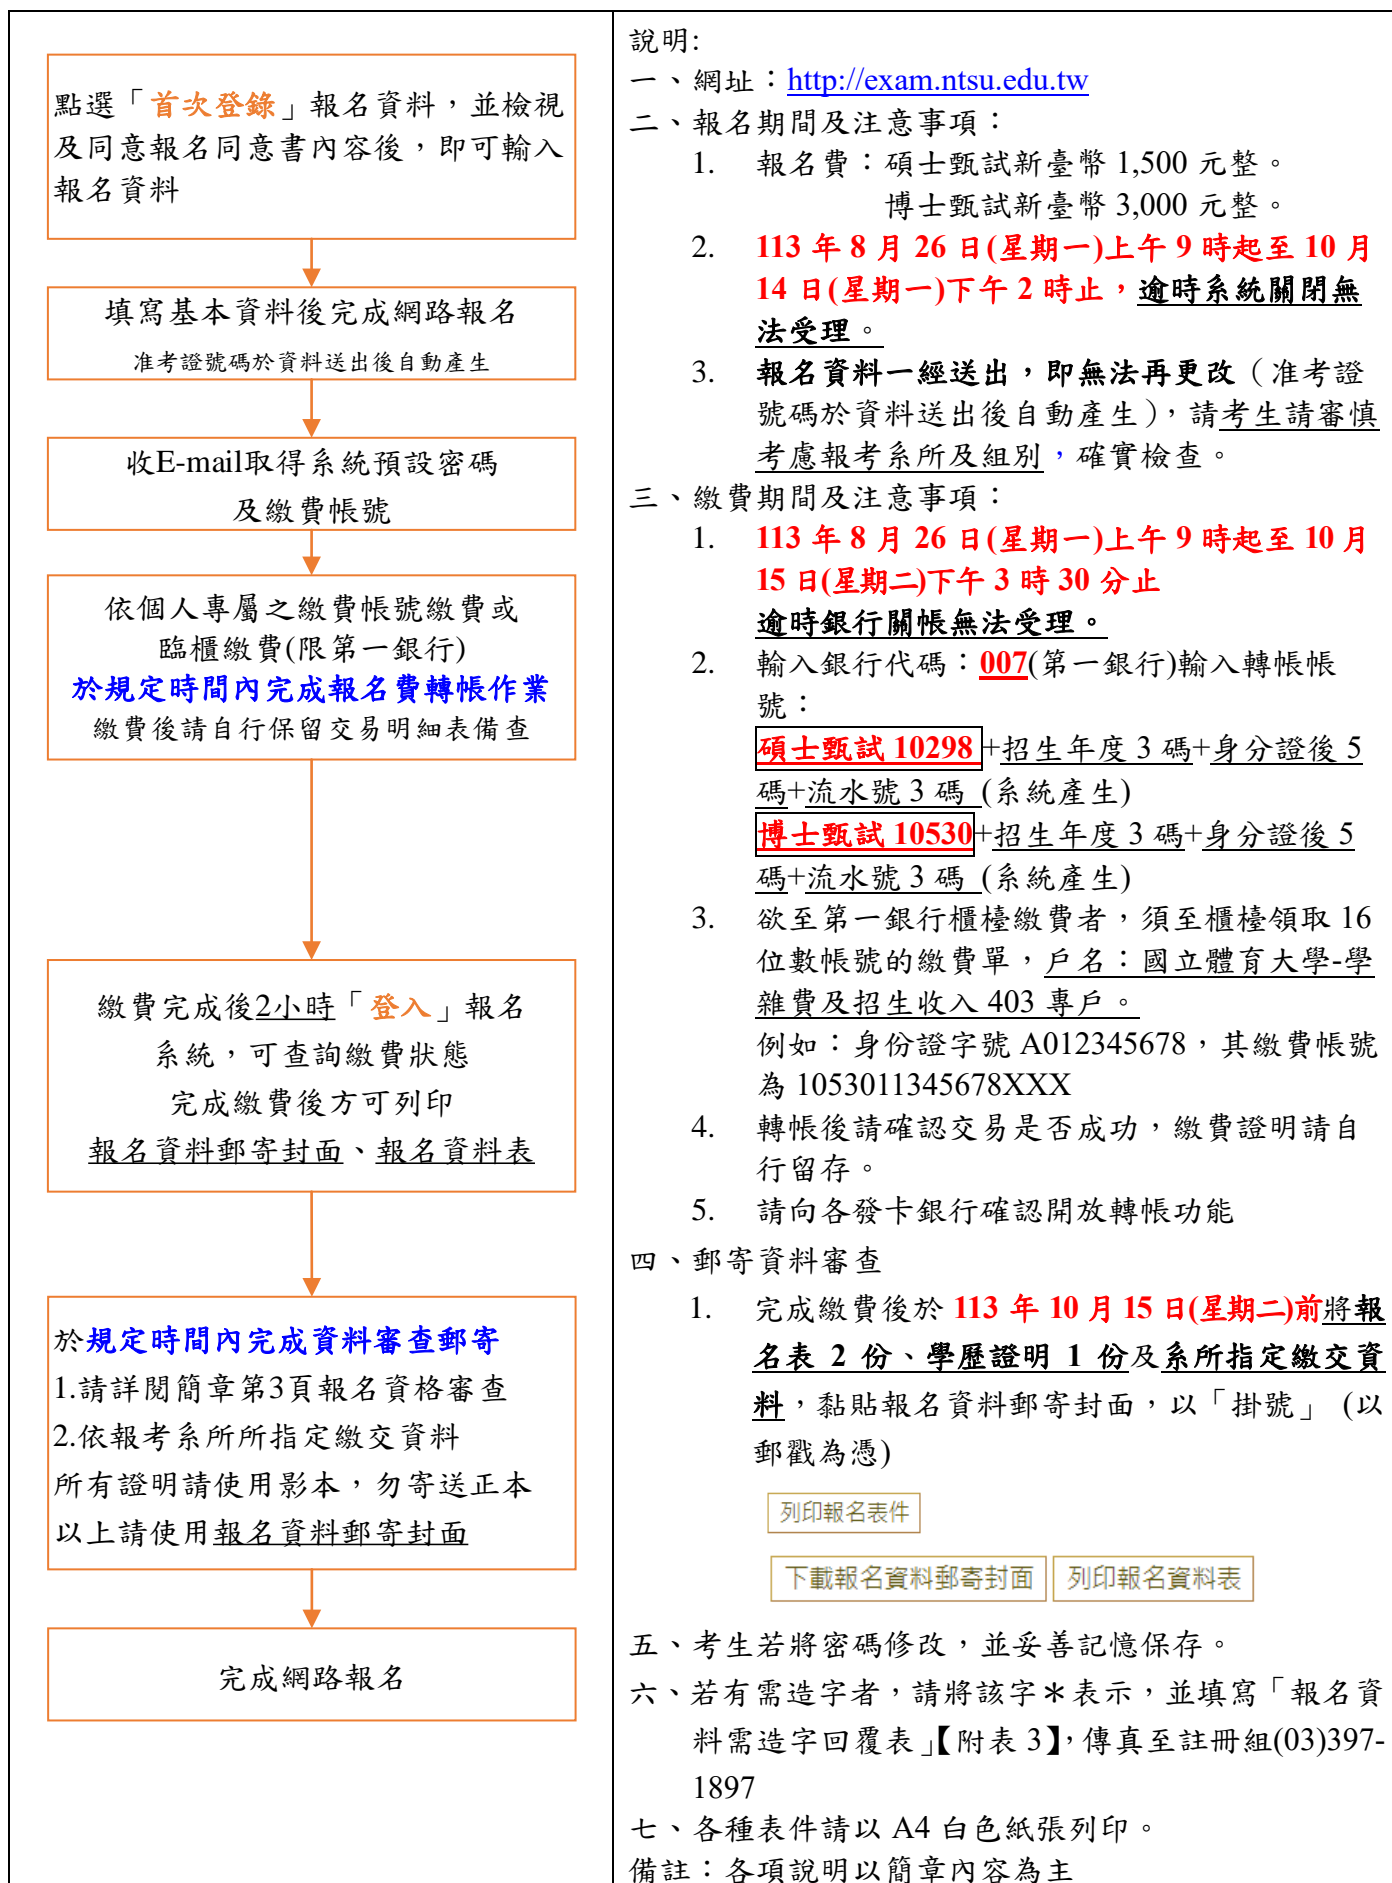 點選「首次登錄」報名資料，並檢視
及同意報名同意書內容後，即可輸入
報名資料
填寫基本資料後完成網路報名
准考證號碼於資料送出後自動產生
收E-mail取得系統預設密碼
及繳費帳號
依個人專屬之繳費帳號繳費或
臨櫃繳費(限第一銀行)
於規定時間內完成報名費轉帳作業
繳費後請自行保留交易明細表備查
繳費完成後2小時「登入」報名
系統，可查詢繳費狀態
完成繳費後方可列印
報名資料郵寄封面、報名資料表
於規定時間內完成資料審查郵寄
1.請詳閱簡章第3頁報名資格審查
2.依報考系所所指定繳交資料
所有證明請使用影本，勿寄送正本
以上請使用報名資料郵寄封面
完成網路報名
說明:
一、網址：http://exam.ntsu.edu.tw
二、報名期間及注意事項：
1. 報名費：碩士甄試新臺幣 1,500 元整。
博士甄試新臺幣 3,000 元整。
2. 113 年 8 月 26 日(星期一)上午 9 時起至 10 月
14 日(星期一)下午 2 時止，逾時系統關閉無
法受理。
3. 報名資料一經送出，即無法再更改（准考證
號碼於資料送出後自動產生），請考生請審慎
考慮報考系所及組別，確實檢查。
三、繳費期間及注意事項：
1. 113 年 8 月 26 日(星期一)上午 9 時起至 10 月
15 日(星期二)下午 3 時 30 分止
逾時銀行關帳無法受理。
2. 輸入銀行代碼：007(第一銀行)輸入轉帳帳
號：
碩士甄試 10298 +招生年度 3 碼+身分證後 5
碼+流水號 3 碼 (系統產生)
博士甄試 10530+招生年度 3 碼+身分證後 5
碼+流水號 3 碼 (系統產生)
3. 欲至第一銀行櫃檯繳費者，須至櫃檯領取 16
位數帳號的繳費單，戶名：國立體育大學-學
雜費及招生收入 403 專戶。
例如：身份證字號 A012345678，其繳費帳號
為 1053011345678XXX
4. 轉帳後請確認交易是否成功，繳費證明請自
行留存。
5. 請向各發卡銀行確認開放轉帳功能
四、郵寄資料審查
1. 完成繳費後於 113 年 10 月 15 日(星期二)前將報
名表 2 份、學歷證明 1 份及系所指定繳交資
料，黏貼報名資料郵寄封面，以「掛號」 (以
郵戳為憑)
列印報名表件
下載報名資料郵寄封面 列印報名資料表
五、考生若將密碼修改，並妥善記憶保存。
六、若有需造字者，請將該字＊表示，並填寫「報名資
料需造字回覆表」【附表 3】，傳真至註冊組(03)397-
1897
七、各種表件請以 A4 白色紙張列印。
備註：各項說明以簡章內容為主